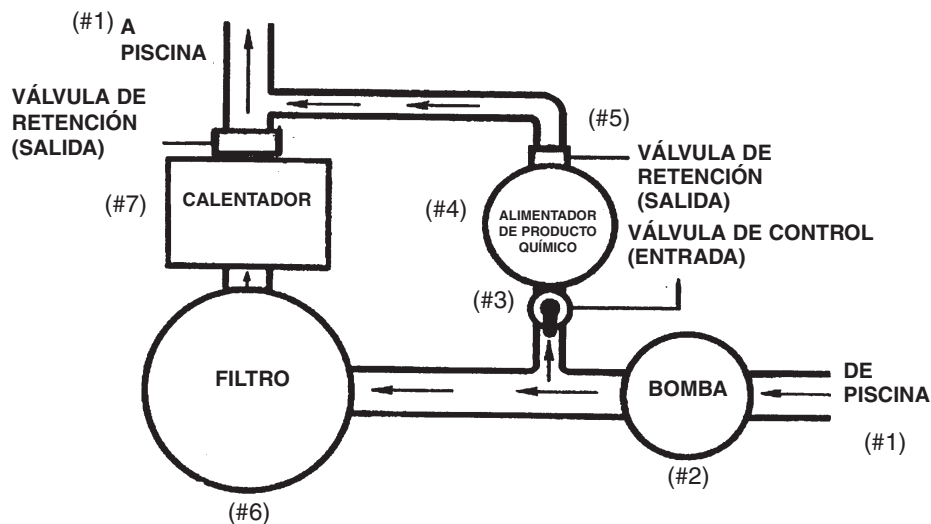 (#1) A
PISCINA
VÁLVULA DE
RETENCIÓN
(SALIDA)
(#5)
VÁLVULA DE
RETENCIÓN
(SALIDA)
(#7)
CALENTADOR
(#4)
ALIMENTADOR
DE PRODUCTO
QUÍMICO
VÁLVULA DE CONTROL
(ENTRADA)
(#3)
FILTRO
BOMBA
DE
PISCINA
(#1)
(#2)
(#6)